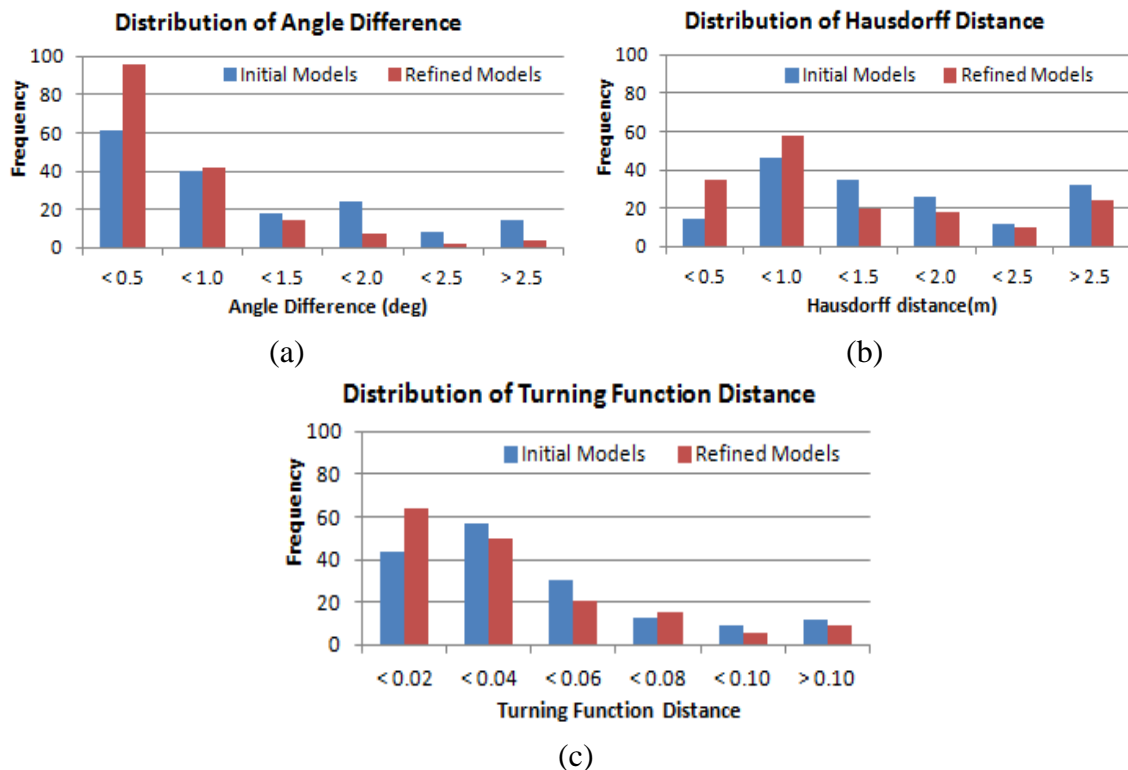 Distribution of Angle Difference
100
80
60
40
20
0
Frequency
Initial Models Refined Models
< 0.5 < 1.0 < 1.5 < 2.0 < 2.5 > 2.5
Angle Difference (deg)
(a)
Distribution of Hausdorff Distance
100
80
60
40
20
0
Frequency
Initial Models Refined Models
< 0.5 < 1.0 < 1.5 < 2.0 < 2.5 > 2.5
Hausdorff distance(m)
(b)
Distribution of Turning Function Distance
100
80
60
40
20
0
Frequency
Initial Models Refined Models
< 0.02 < 0.04 < 0.06 < 0.08 < 0.10 > 0.10
Turning Function Distance
(c)